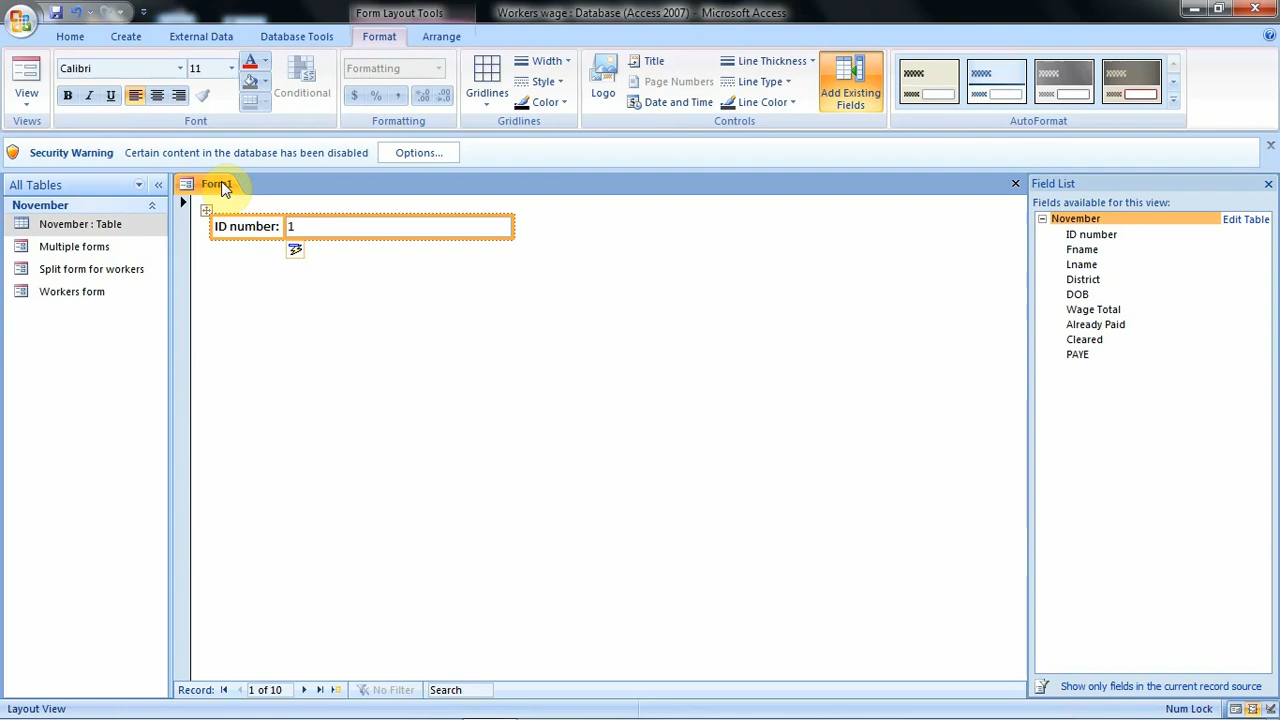 Form Layout Tools
Workers wage : Database (Access 2007) - Microsoft Access
Home
Create
External Data
Database Tools
Format
Arrange
View
Views
Calibri
11
B I U
Font
Conditional
Formatting
$ % ,
Formatting
Gridlines
Width
Style
Color
Gridlines
Logo
Title
Page Numbers
Date and Time
Line Thickness
Line Type
Line Color
Add Existing
Fields
Controls
AutoFormat
Security Warning Certain content in the database has been disabled
Options...
All Tables
November
November : Table
Multiple forms
Split form for workers
Workers form
Form1
ID number: 1
Field List
Fields available for this view:
November
Edit Table
ID number
Fname
Lname
District
DOB
Wage Total
Already Paid
Cleared
PAYE
Show only fields in the current record source
Record: 1 of 10
No Filter
Search
Layout View
Num Lock